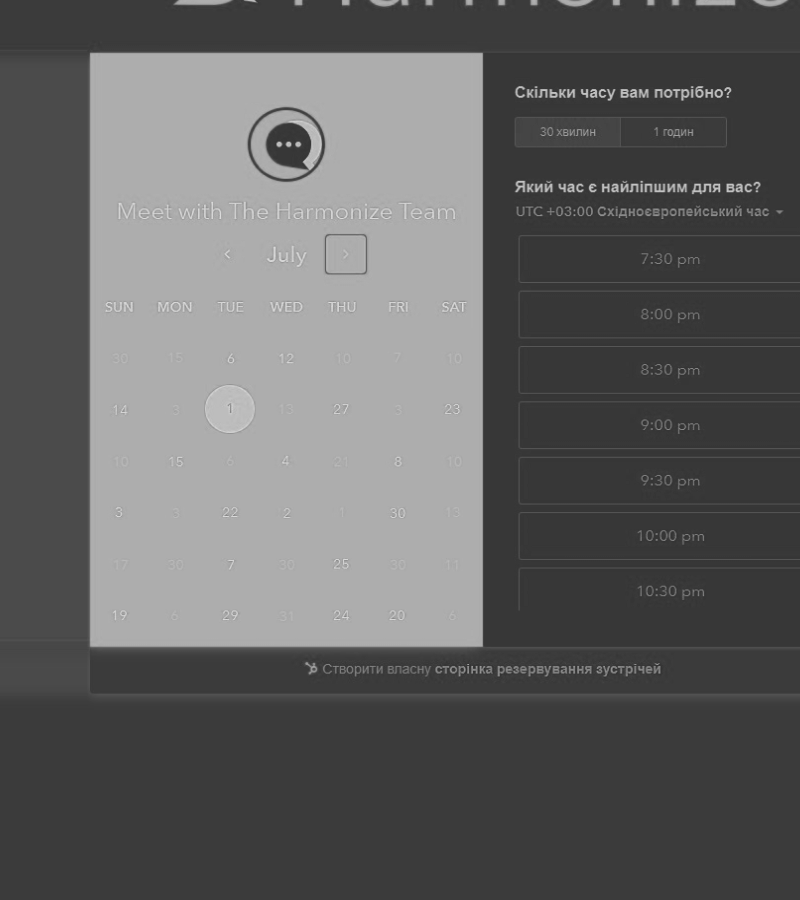 Harmonize
Meet with The Harmonize Team
July
SUN MON TUE WED THU FRI SAT
30 15 6 12 10 7 10
14 3 1 13 27 3 23
10 15 6 4 21 8 10
3 3 22 2 1 30 13
17 30 7 30 25 30 11
19 6 29 31 24 20 6
Скільки часу вам потрібно?
30 хвилин 1 годин
Який час є найліпшим для вас?
UTC +03:00 Східноєвропейський час
7:30 pm
8:00 pm
8:30 pm
9:00 pm
9:30 pm
10:00 pm
10:30 pm
Створити власну сторінка резервування зустрічей